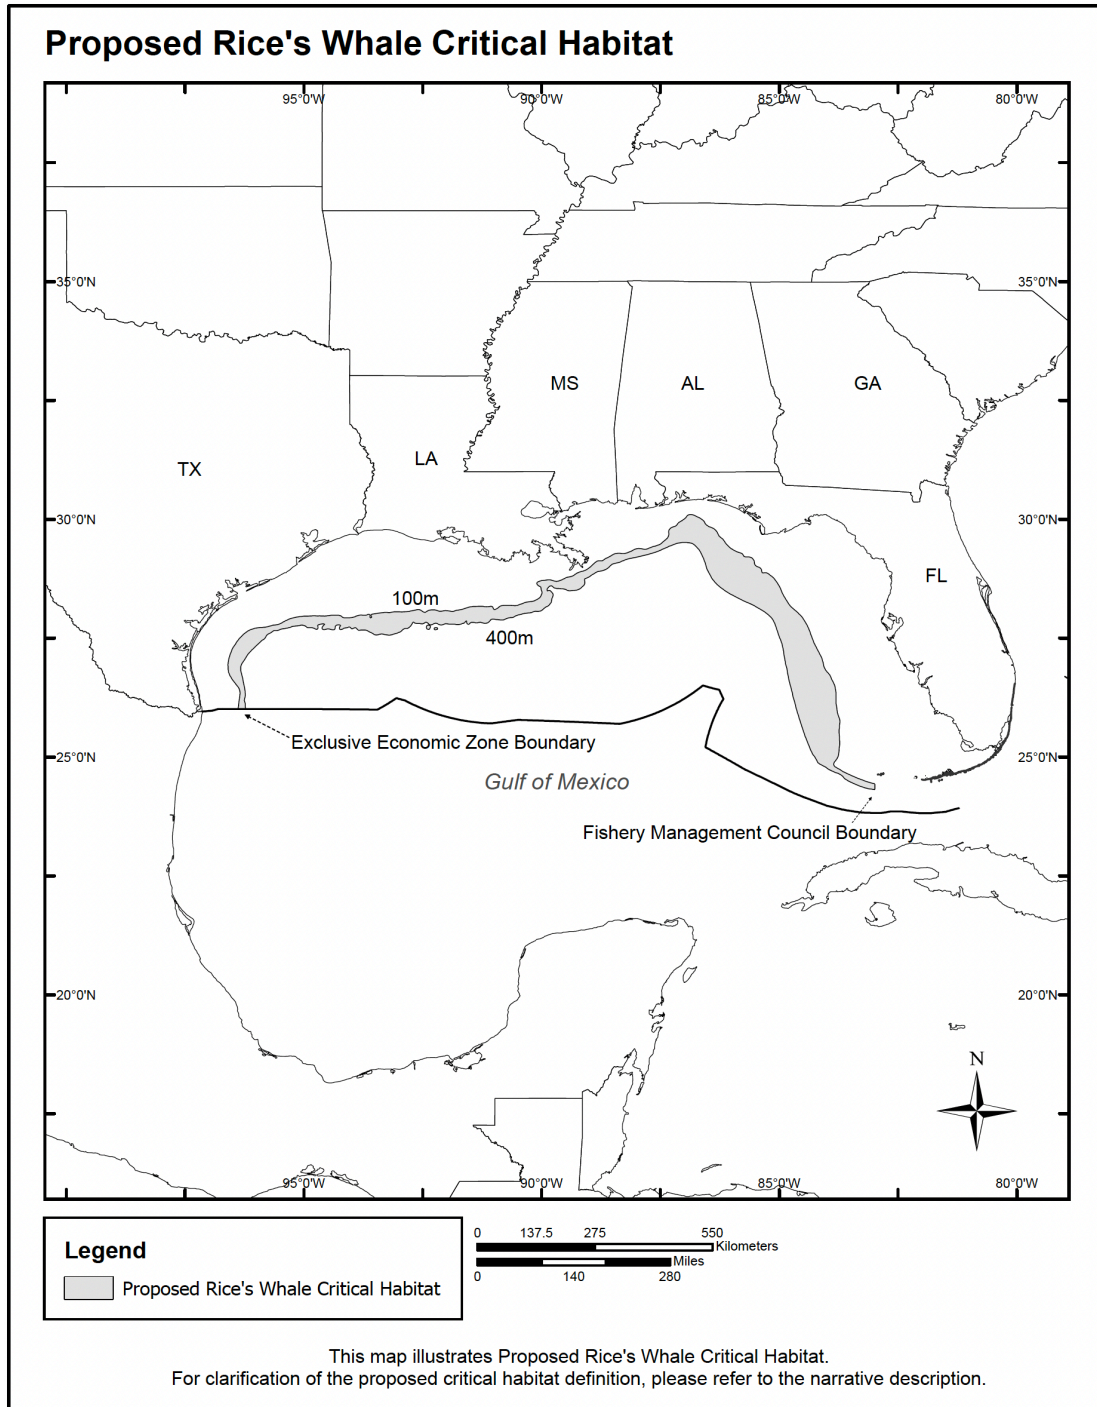 Proposed Rice's Whale Critical Habitat
95°0'W 90°0'W 85°0'W 80°0'W
35°0'N 35°0'N
MS AL GA
TX LA
30°0'N 30°0'N
FL
100m
400m
Exclusive Economic Zone Boundary
25°0'N 25°0'N
Gulf of Mexico
Fishery Management Council Boundary
20°0'N 20°0'N
N
95°0'W 90°0'W 85°0'W 80°0'W
Legend
Proposed Rice's Whale Critical Habitat
0 137.5 275 550
Kilometers
Miles
0 140 280
This map illustrates Proposed Rice's Whale Critical Habitat.
For clarification of the proposed critical habitat definition, please refer to the narrative description.